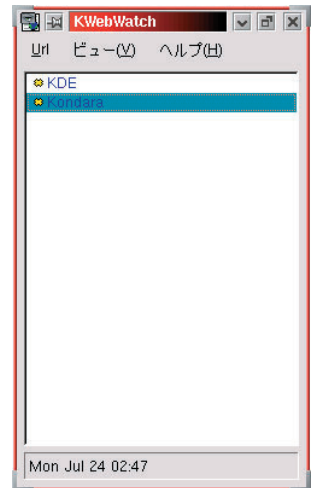 KWebWatch
Url ビュー(V) ヘルプ(H)
KDE
Kondara
Mon Jul 24 02:47